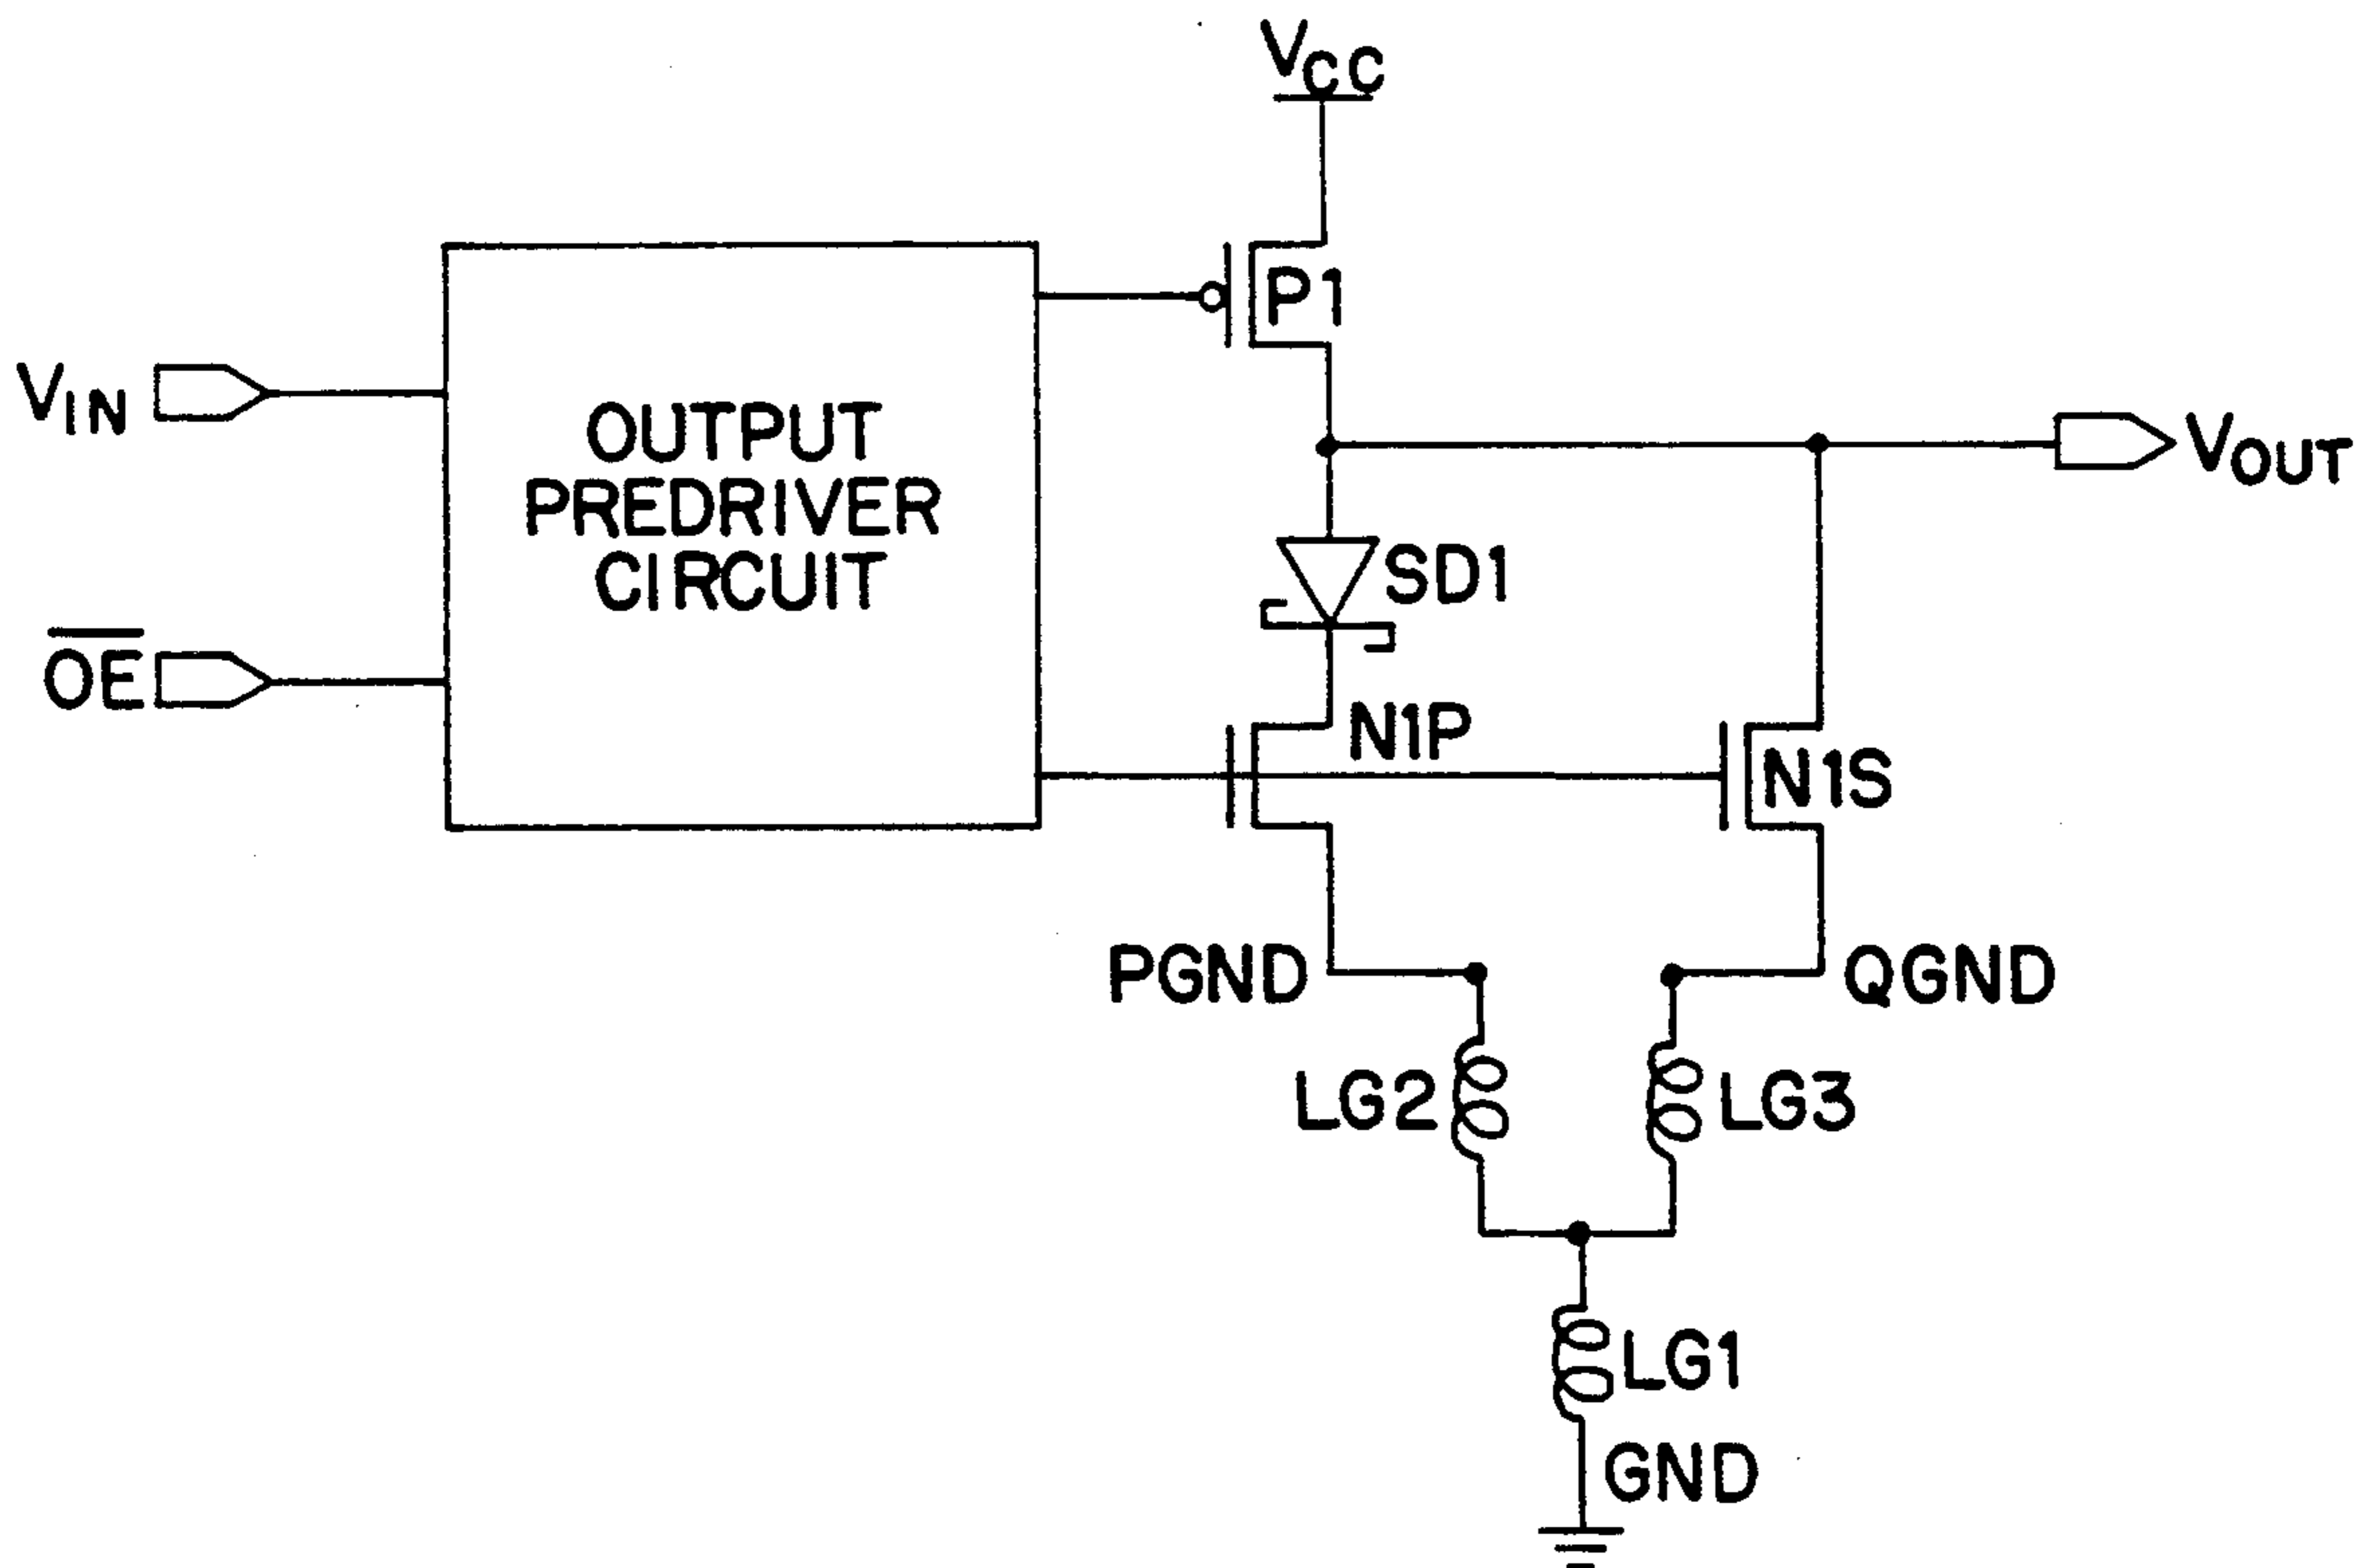 VCC
P1
VIN
OUTPUT
PREDRIVER
CIRCUIT
VOUT
SD1
OE
N1P
N1S
PGND
QGND
LG2
LG3
LG1
GND